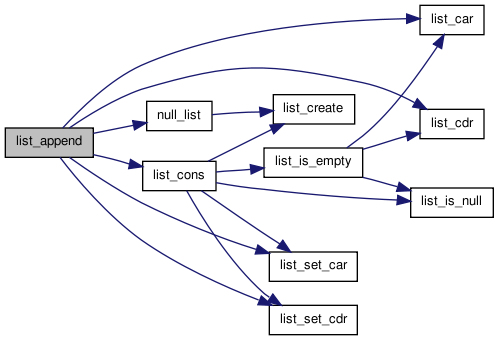 list_car
null_list
list_create
list_cdr
list_append
list_cons
list_is_empty
list_is_null
list_set_car
list_set_cdr